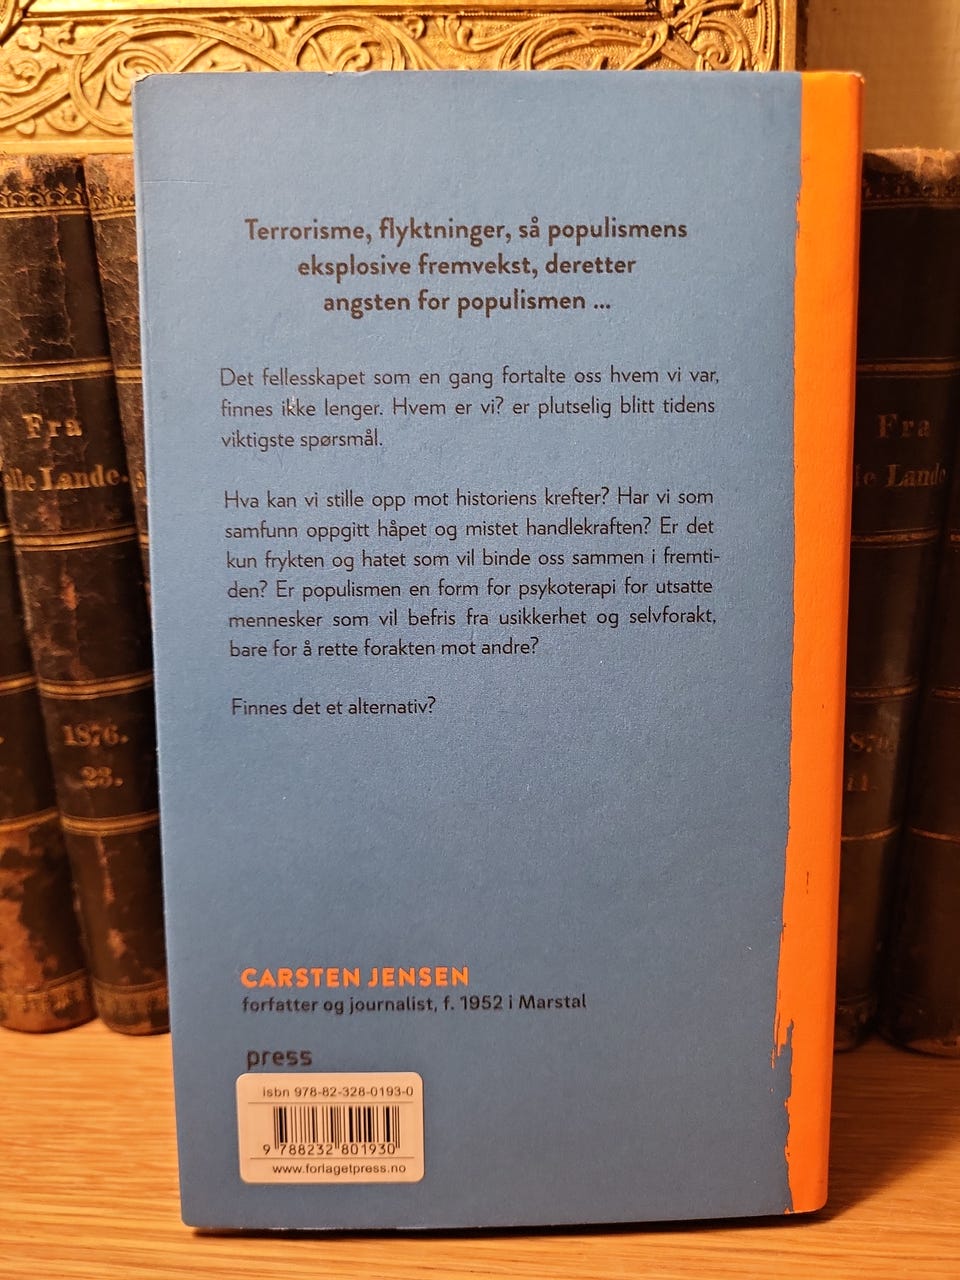 Terrorisme, flyktninger, så populismens
eksplosive fremvekst, deretter
angsten for populismen ...
Det fellesskapet som en gang fortalte oss hvem vi var,
finnes ikke lenger. Hvem er vi? er plutselig blitt tidens
viktigste spørsmål.
Hva kan vi stille opp mot historiens krefter? Har vi som
samfunn oppgitt håpet og mistet handlekraften? Er det
kun frykten og hatet som vil binde oss sammen i fremti-
den? Er populismen en form for psykoterapi for utsatte
mennesker som vil befris fra usikkerhet og selvforakt,
bare for å rette forakten mot andre?
Finnes det et alternativ?
CARSTEN JENSEN
forfatter og journalist, f. 1952 i Marstal
press
isbn 978-82-328-0193-0
9 788232 801930
www.forlagetpress.no
Fra
alle Lande.
1876.
23.
Fra
Lande